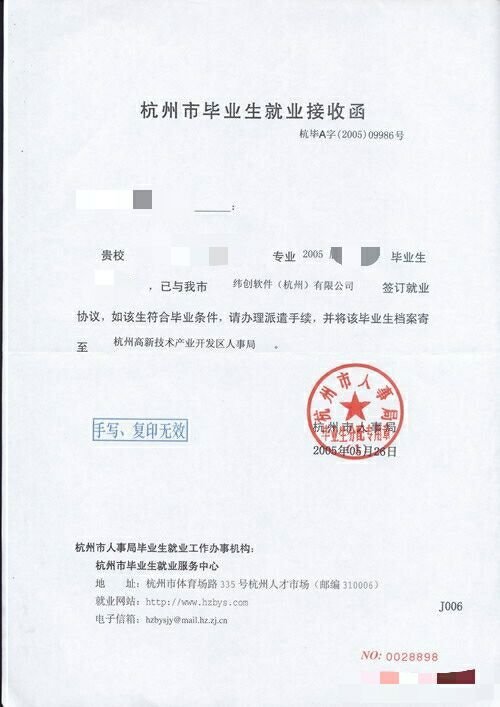 杭州市毕业生就业接收函
杭毕A字(2005)09986号
：
贵校 专业 2005 毕业生
，已与我市 纬创软件（杭州）有限公司 签订就业
协议，如该生符合毕业条件，请办理派遣手续，并将该毕业生档案寄
至 杭州高新技术产业开发区人事局 。
杭州市人事局
毕业生分配专用章
(1)
手写、复印无效
杭州市人事局
2005年05月26日
杭州市人事局毕业生就业工作办事机构：
杭州市毕业生就业服务中心
地 址：杭州市体育场路335号杭州人才市场（邮编310006）
就业网站：http://www.hzbys.com
J006
电子信箱：hzbysjy@mail.hz.zj.cn
NO: 0028898